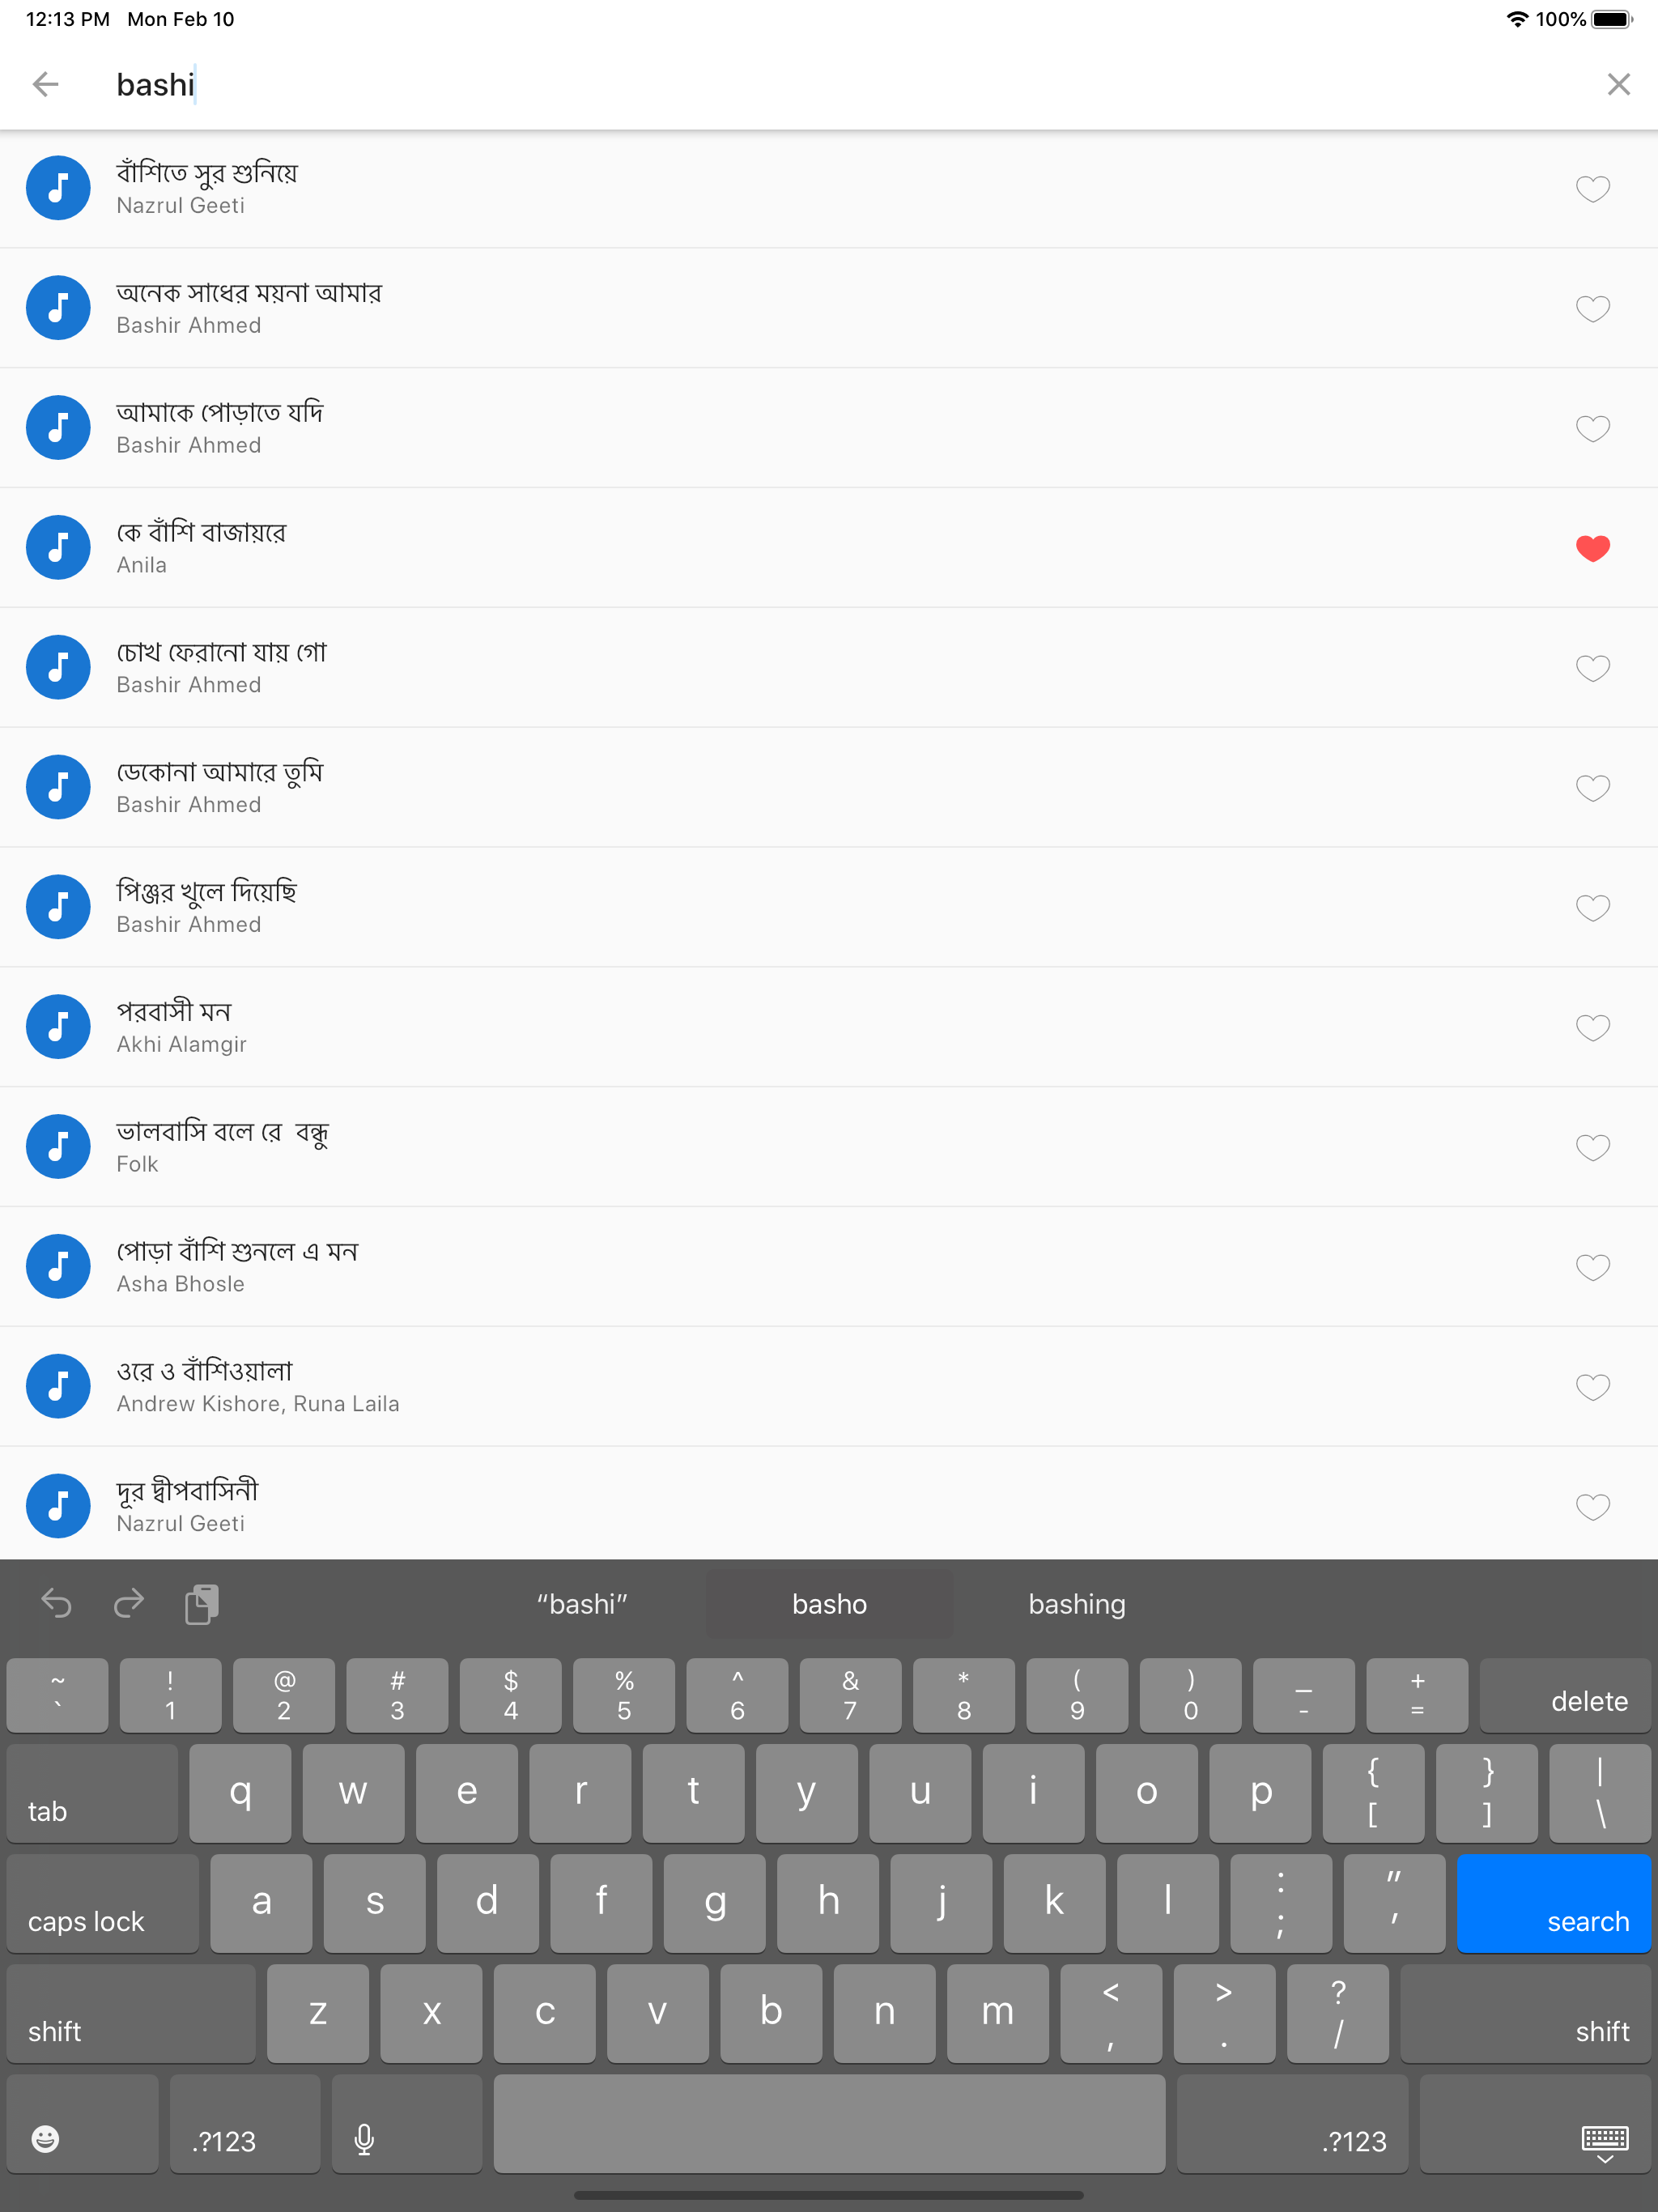 12:13 PM Mon Feb 10 100%
bashi
বাঁশিতে সুর শুনিয়ে
Nazrul Geeti
অনেক সাধের ময়না আমার
Bashir Ahmed
আমাকে পোড়াতে যদি
Bashir Ahmed
কে বাঁশি বাজায়রে
Anila
চোখ ফেরানো যায় গো
Bashir Ahmed
ডেকোনা আমারে তুমি
Bashir Ahmed
পিঞ্জর খুলে দিয়েছি
Bashir Ahmed
পরবাসী মন
Akhi Alamgir
ভালবাসি বলে রে  বন্ধু
Folk
পোড়া বাঁশি শুনলে এ মন
Asha Bhosle
ওরে ও বাঁশিওয়ালা
Andrew Kishore, Runa Laila
দূর দ্বীপবাসিনী
Nazrul Geeti
“bashi” basho bashing
~ ! @ # $ % ^ & * ( ) _ +
` 1 2 3 4 5 6 7 8 9 0 - = delete
tab q w e r t y u i o p { } |
[ ] \
caps lock a s d f g h j k l : ; " ' search
shift z x c v b n m < , > . ? / shift
.?123 .?123